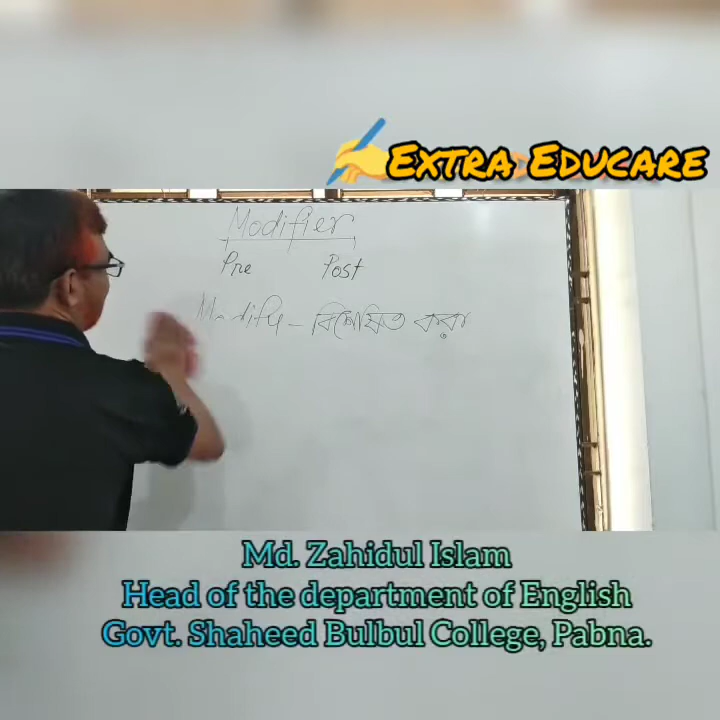 EXTRA EDUCARE
Modifier
Pre Post
Modify - বিশেষিত করা
Md. Zahidul Islam
Head of the department of English
Govt. Shaheed Bulbul College, Pabna.